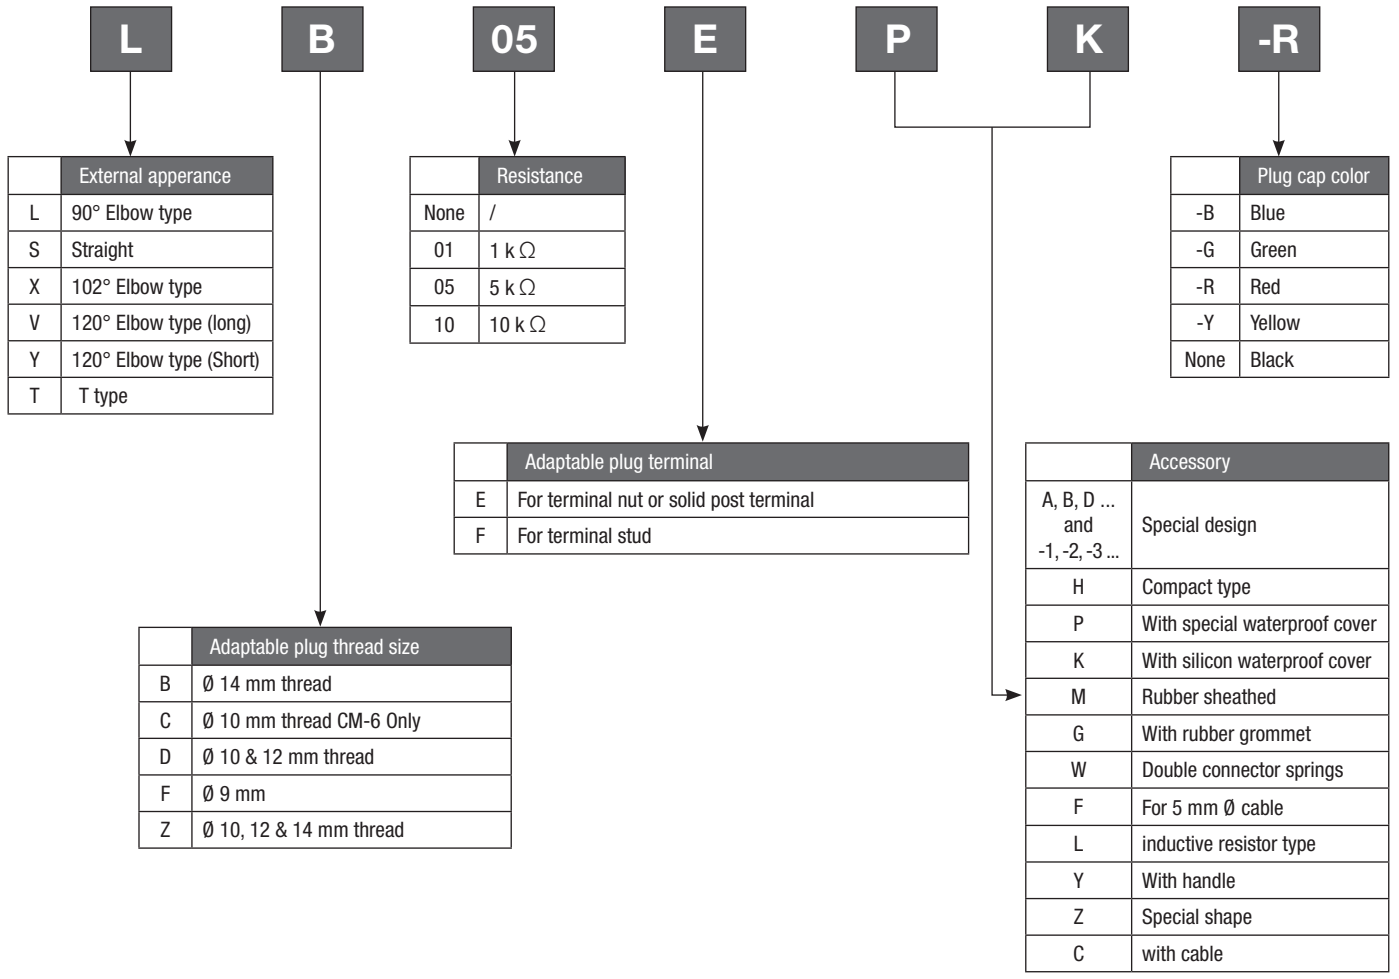 L B 05 E P K -R
External apperance
L 90° Elbow type
S Straight
X 102° Elbow type
V 120° Elbow type (long)
Y 120° Elbow type (Short)
T T type
Resistance
None /
01 1 k Ω
05 5 k Ω
10 10 k Ω
Plug cap color
-B Blue
-G Green
-R Red
-Y Yellow
None Black
Adaptable plug terminal
E For terminal nut or solid post terminal
F For terminal stud
Adaptable plug thread size
B Ø 14 mm thread
C Ø 10 mm thread CM-6 Only
D Ø 10 & 12 mm thread
F Ø 9 mm
Z Ø 10, 12 & 14 mm thread
Accessory
A, B, D ...
and
-1, -2, -3 ...
Special design
H Compact type
P With special waterproof cover
K With silicon waterproof cover
M Rubber sheathed
G With rubber grommet
W Double connector springs
F For 5 mm Ø cable
L inductive resistor type
Y With handle
Z Special shape
C with cable